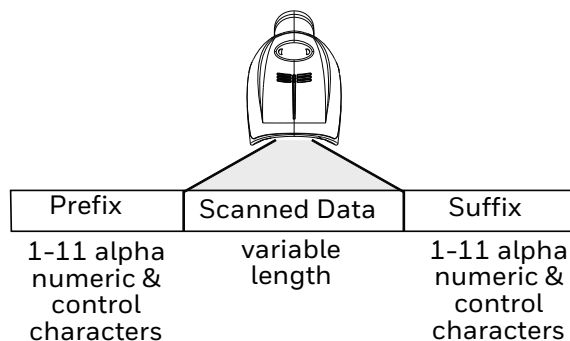 Prefix
Scanned Data
Suffix
1-11 alpha
numeric &
control
characters
variable
length
1-11 alpha
numeric &
control
characters